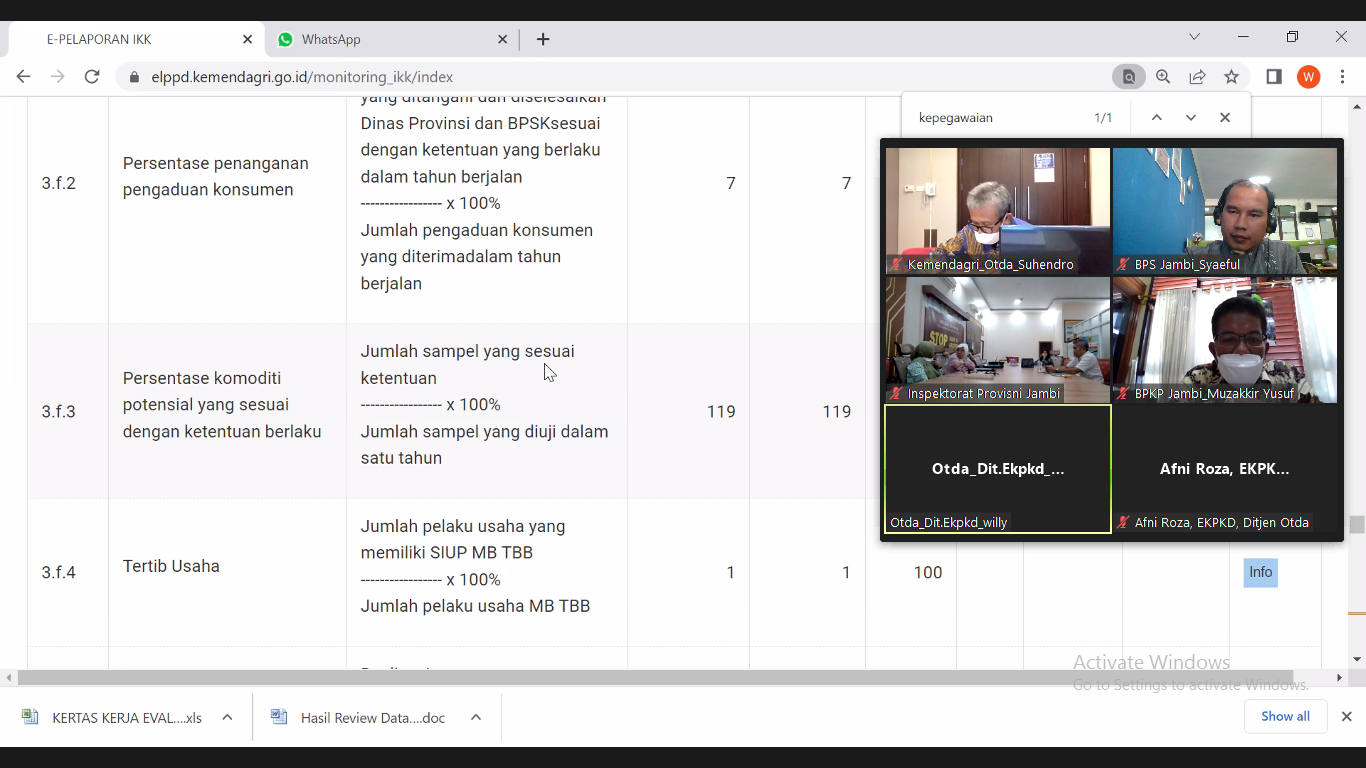 E-PELAPORAN IKK
WhatsApp
elppd.kemendagri.go.id/monitoring_ikk/index
W
kepegawaian
1/1
3.f.2
Persentase penanganan
pengaduan konsumen
yang ditangani dan diselesaikan
Dinas Provinsi dan BPSKsesuai
dengan ketentuan yang berlaku
dalam tahun berjalan
----------------- x 100%
Jumlah pengaduan konsumen
yang diterimadalam tahun
berjalan
7
7
3.f.3
Persentase komoditi
potensial yang sesuai
dengan ketentuan berlaku
Jumlah sampel yang sesuai
ketentuan
----------------- x 100%
Jumlah sampel yang diuji dalam
satu tahun
119
119
3.f.4
Tertib Usaha
Jumlah pelaku usaha yang
memiliki SIUP MB TBB
----------------- x 100%
Jumlah pelaku usaha MB TBB
1
1
100
Info
Kemendagri_Otda_Suhendro
BPS Jambi_Syaeful
STOP
Inspektorat Provisni Jambi
BPKP Jambi_Muzakkir Yusuf
Otda_Dit.Ekpkd_...
Otda_Dit.Ekpkd_willy
Afni Roza, EKPK...
Afni Roza, EKPKD, Ditjen Otda
Activate Windows
Go to Settings to activate Windows.
KERTAS KERJA EVAL....xls
Hasil Review Data....doc
Show all